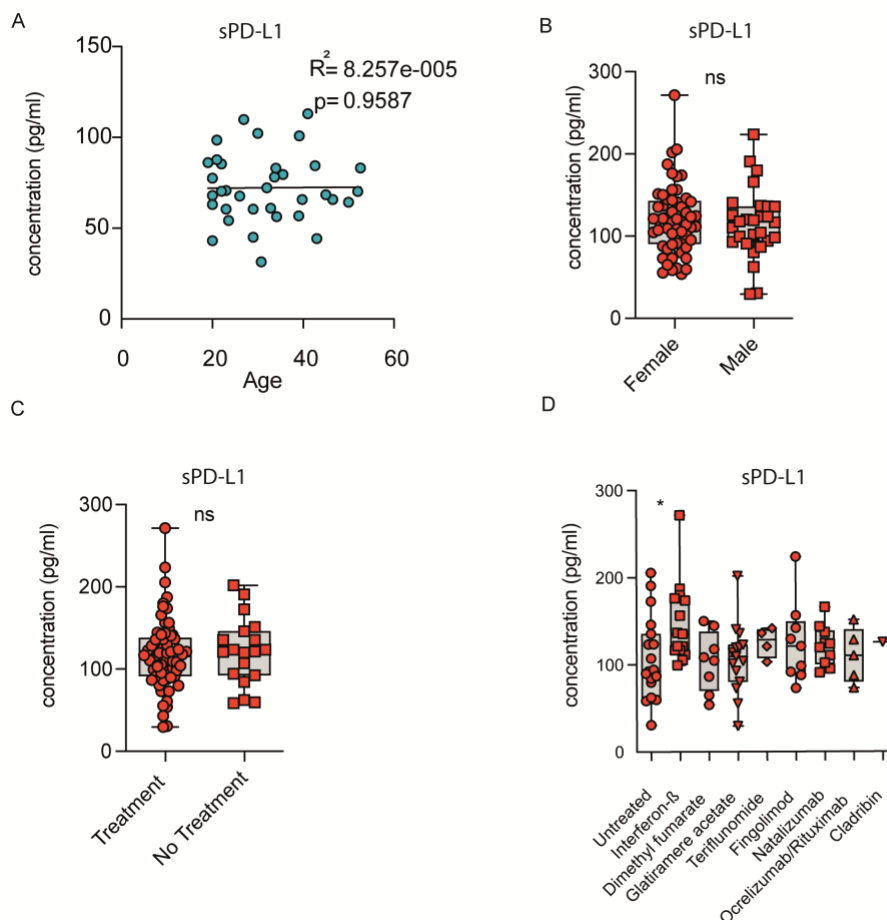 A
sPD-L1
R²= 8.257e-005
p= 0.9587
concentration (pg/ml)
150
100
50
0
0
20
40
60
Age
B
sPD-L1
ns
concentration (pg/ml)
300
200
100
0
Female
Male
C
sPD-L1
ns
concentration (pg/ml)
300
200
100
0
Treatment
No Treatment
D
sPD-L1
*
concentration (pg/ml)
300
200
100
0
Untreated
Interferon-ß
Dimethyl fumarate
Glatiramere acetate
Teriflunomide
Fingolimod
Natalizumab
Ocrelizumab/Rituximab
Cladribin